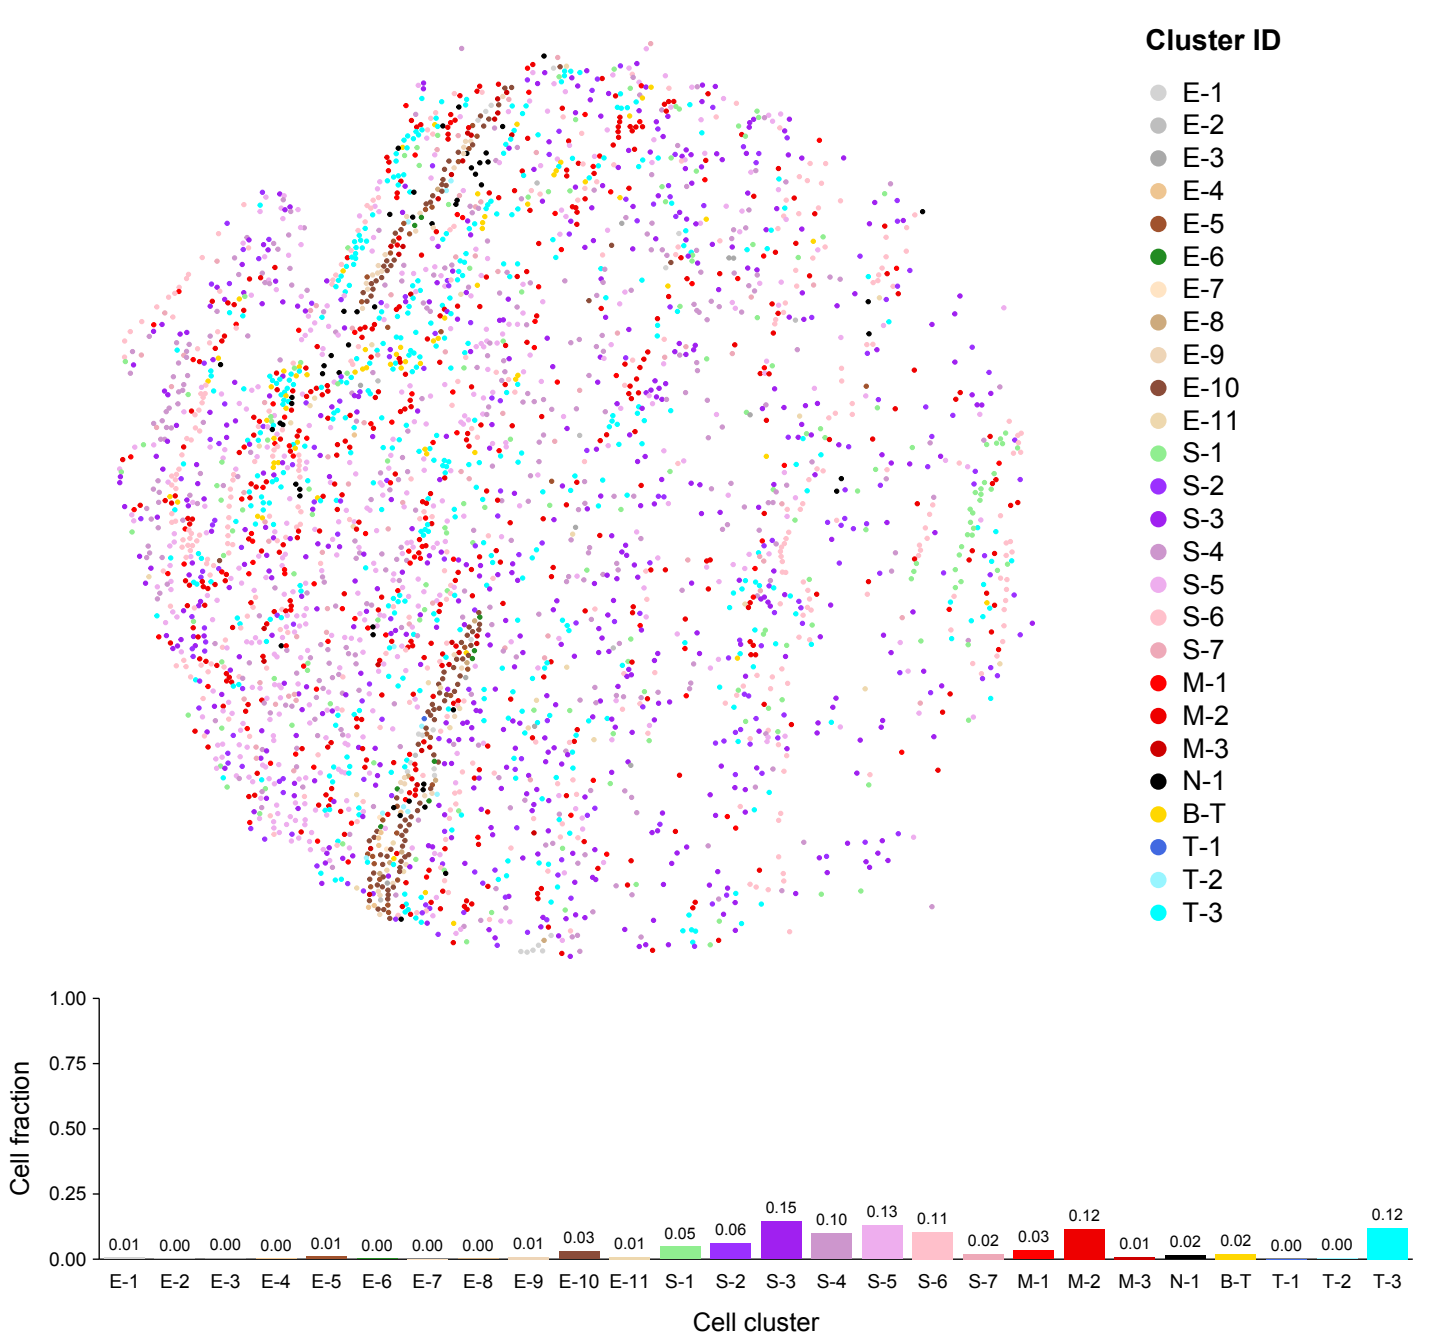 Cluster ID
E-1
E-2
E-3
E-4
E-5
E-6
E-7
E-8
E-9
E-10
E-11
S-1
S-2
S-3
S-4
S-5
S-6
S-7
M-1
M-2
M-3
N-1
B-T
T-1
T-2
T-3
Cell fraction
1.00
0.75
0.50
0.25
0.00
0.01 0.00 0.00 0.00 0.01 0.00 0.00 0.00 0.01 0.03 0.01 0.05 0.06 0.15 0.10 0.13 0.11 0.02 0.03 0.12 0.01 0.02 0.02 0.00 0.00 0.12
E-1 E-2 E-3 E-4 E-5 E-6 E-7 E-8 E-9 E-10 E-11 S-1 S-2 S-3 S-4 S-5 S-6 S-7 M-1 M-2 M-3 N-1 B-T T-1 T-2 T-3
Cell cluster